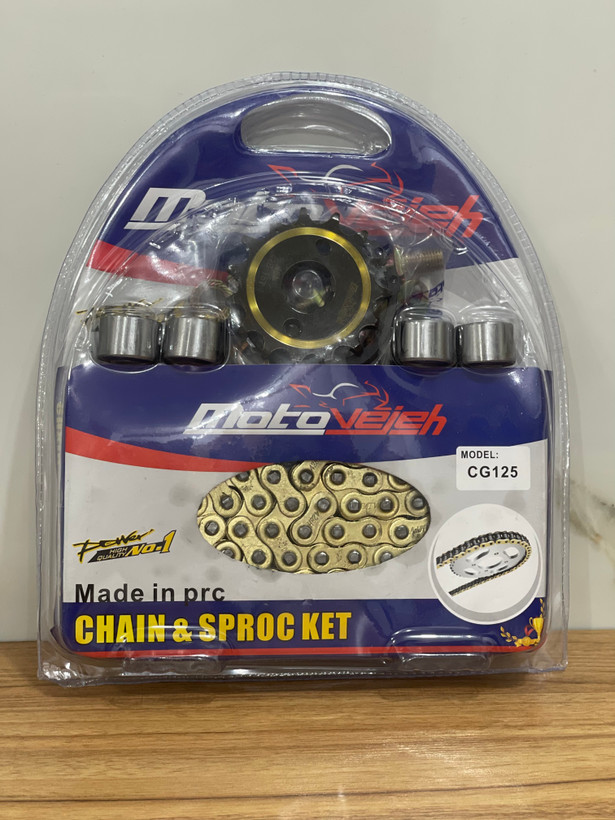 MotoVejeh
MotoVejeh
MODEL:
CG125
Power
HIGH
QUALITY
No.1
Made in prc
CHAIN & SPROC KET